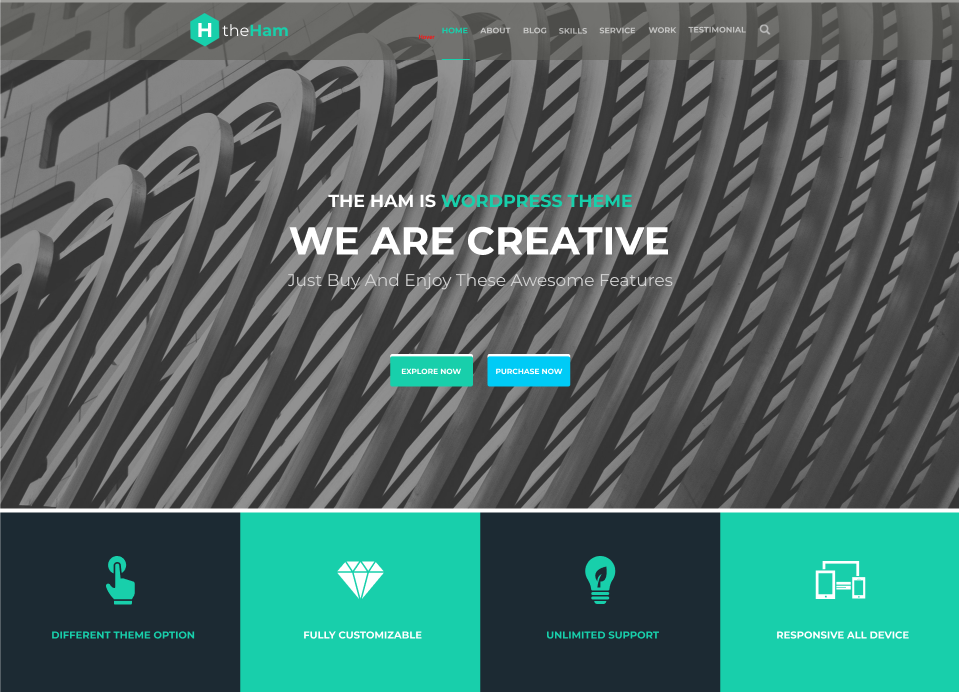 H theHam
HOME ABOUT BLOG SKILLS SERVICE WORK TESTIMONIAL
THE HAM IS WORDPRESS THEME
WE ARE CREATIVE
Just Buy And Enjoy These Awesome Features
EXPLORE NOW PURCHASE NOW
DIFFERENT THEME OPTION FULLY CUSTOMIZABLE UNLIMITED SUPPORT RESPONSIVE ALL DEVICE